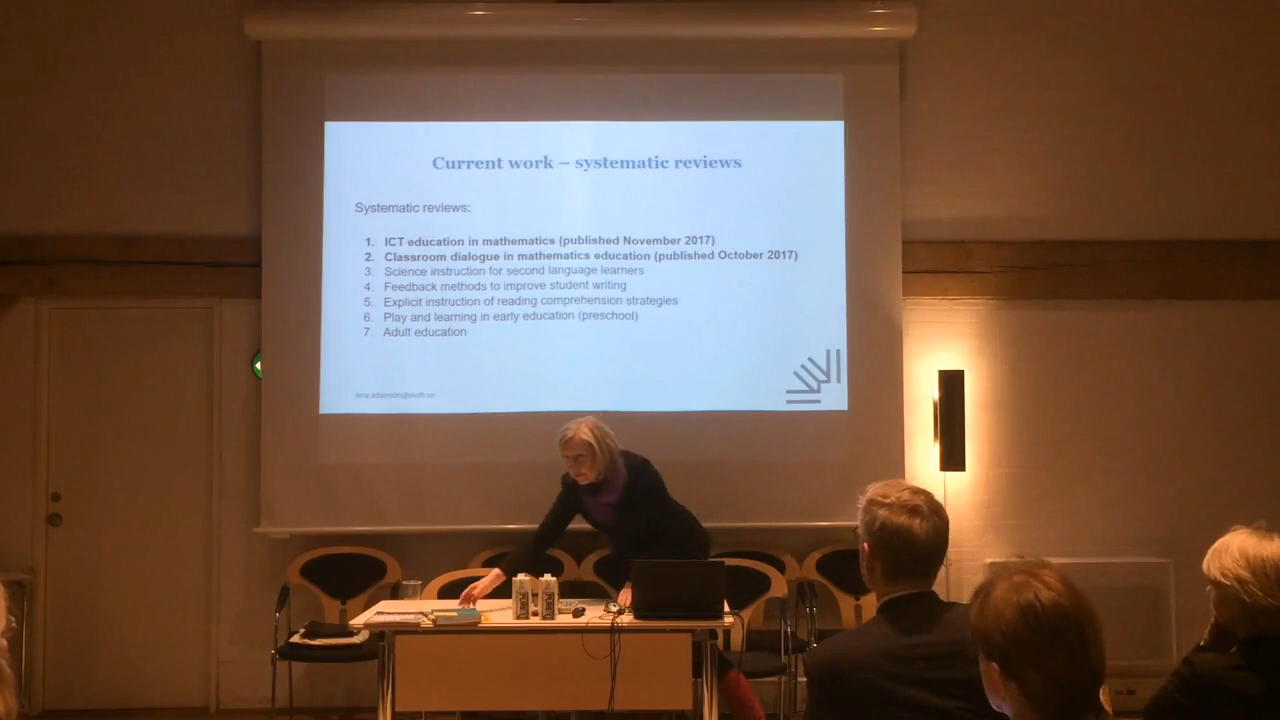 Current work – systematic reviews
Systematic reviews:
1. ICT education in mathematics (published November 2017)
2. Classroom dialogue in mathematics education (published October 2017)
3. Science instruction for second language learners
4. Feedback methods to improve student writing
5. Explicit instruction of reading comprehension strategies
6. Play and learning in early education (preschool)
7. Adult education